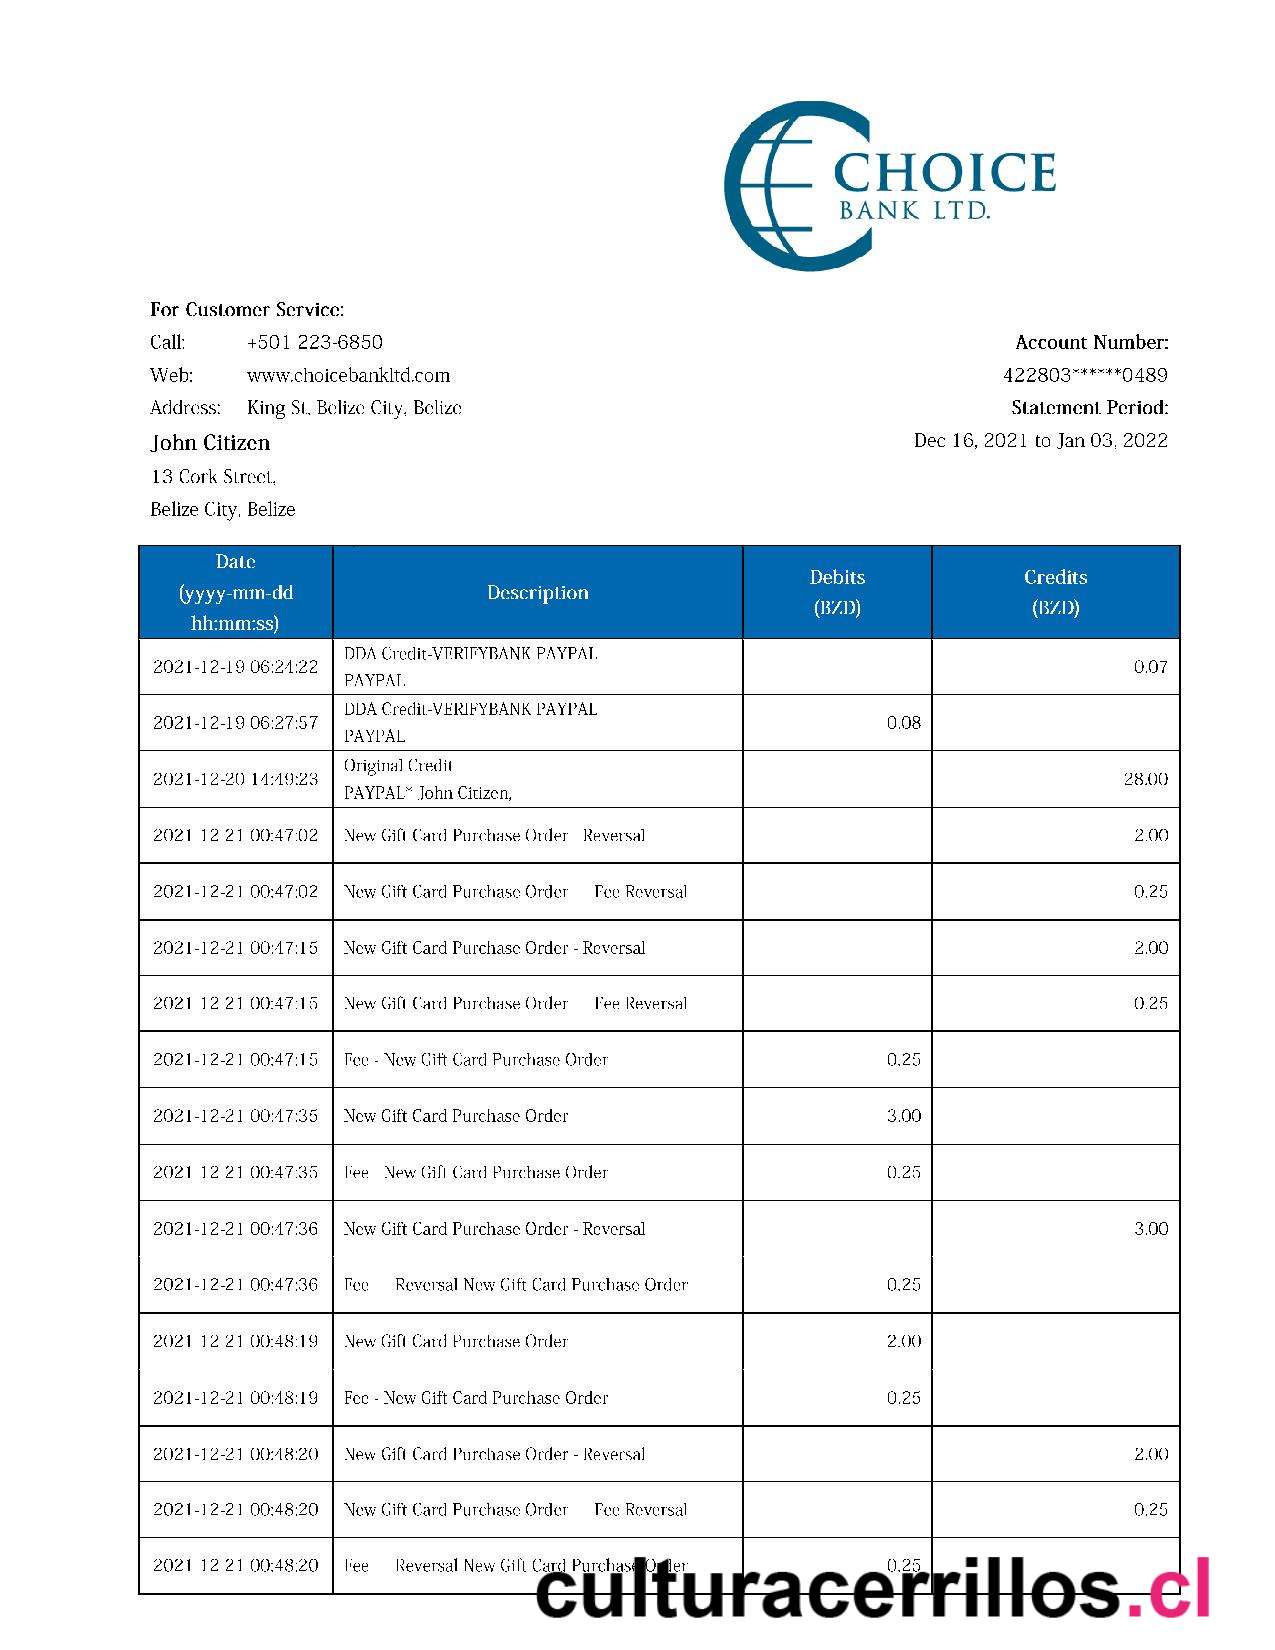 CHOICE
BANK LTD.
For Customer Service:
Call: +501 223-6850
Account Number:
Web: www.choicebankltd.com
422803******0489
Address: King St, Belize City, Belize
Statement Period:
John Citizen
Dec 16, 2021 to Jan 03, 2022
13 Cork Street,
Belize City, Belize
Date
(yyyy-mm-dd
hh:mm:ss)
Description
Debits
(BZD)
Credits
(BZD)
2021-12-19 06:24:22 DDA Credit-VERIFYBANK PAYPAL
PAYPAL 0.07
2021-12-19 06:27:57 DDA Credit-VERIFYBANK PAYPAL
PAYPAL 0.08
2021-12-20 14:49:23 Original Credit
PAYPAL* John Citizen, 28.00
2021 12 21 00:47:02 New Gift Card Purchase Order Reversal 2.00
2021-12-21 00:47:02 New Gift Card Purchase Order Fee Reversal 0.25
2021-12-21 00:47:15 New Gift Card Purchase Order - Reversal 2.00
2021 12 21 00:47:15 New Gift Card Purchase Order Fee Reversal 0.25
2021-12-21 00:47:15 Fee - New Gift Card Purchase Order 0.25
2021-12-21 00:47:35 New Gift Card Purchase Order 3.00
2021 12 21 00:47:35 Fee New Gift Card Purchase Order 0.25
2021-12-21 00:47:36 New Gift Card Purchase Order - Reversal 3.00
2021-12-21 00:47:36 Fee Reversal New Gift Card Purchase Order 0.25
2021 12 21 00:48:19 New Gift Card Purchase Order 2.00
2021-12-21 00:48:19 Fee - New Gift Card Purchase Order 0.25
2021-12-21 00:48:20 New Gift Card Purchase Order - Reversal 2.00
2021-12-21 00:48:20 New Gift Card Purchase Order Fee Reversal 0.25
2021 12 21 00:48:20 Fee Reversal New Gift Card Purchase Order 0.25
culturacerrillos.cl